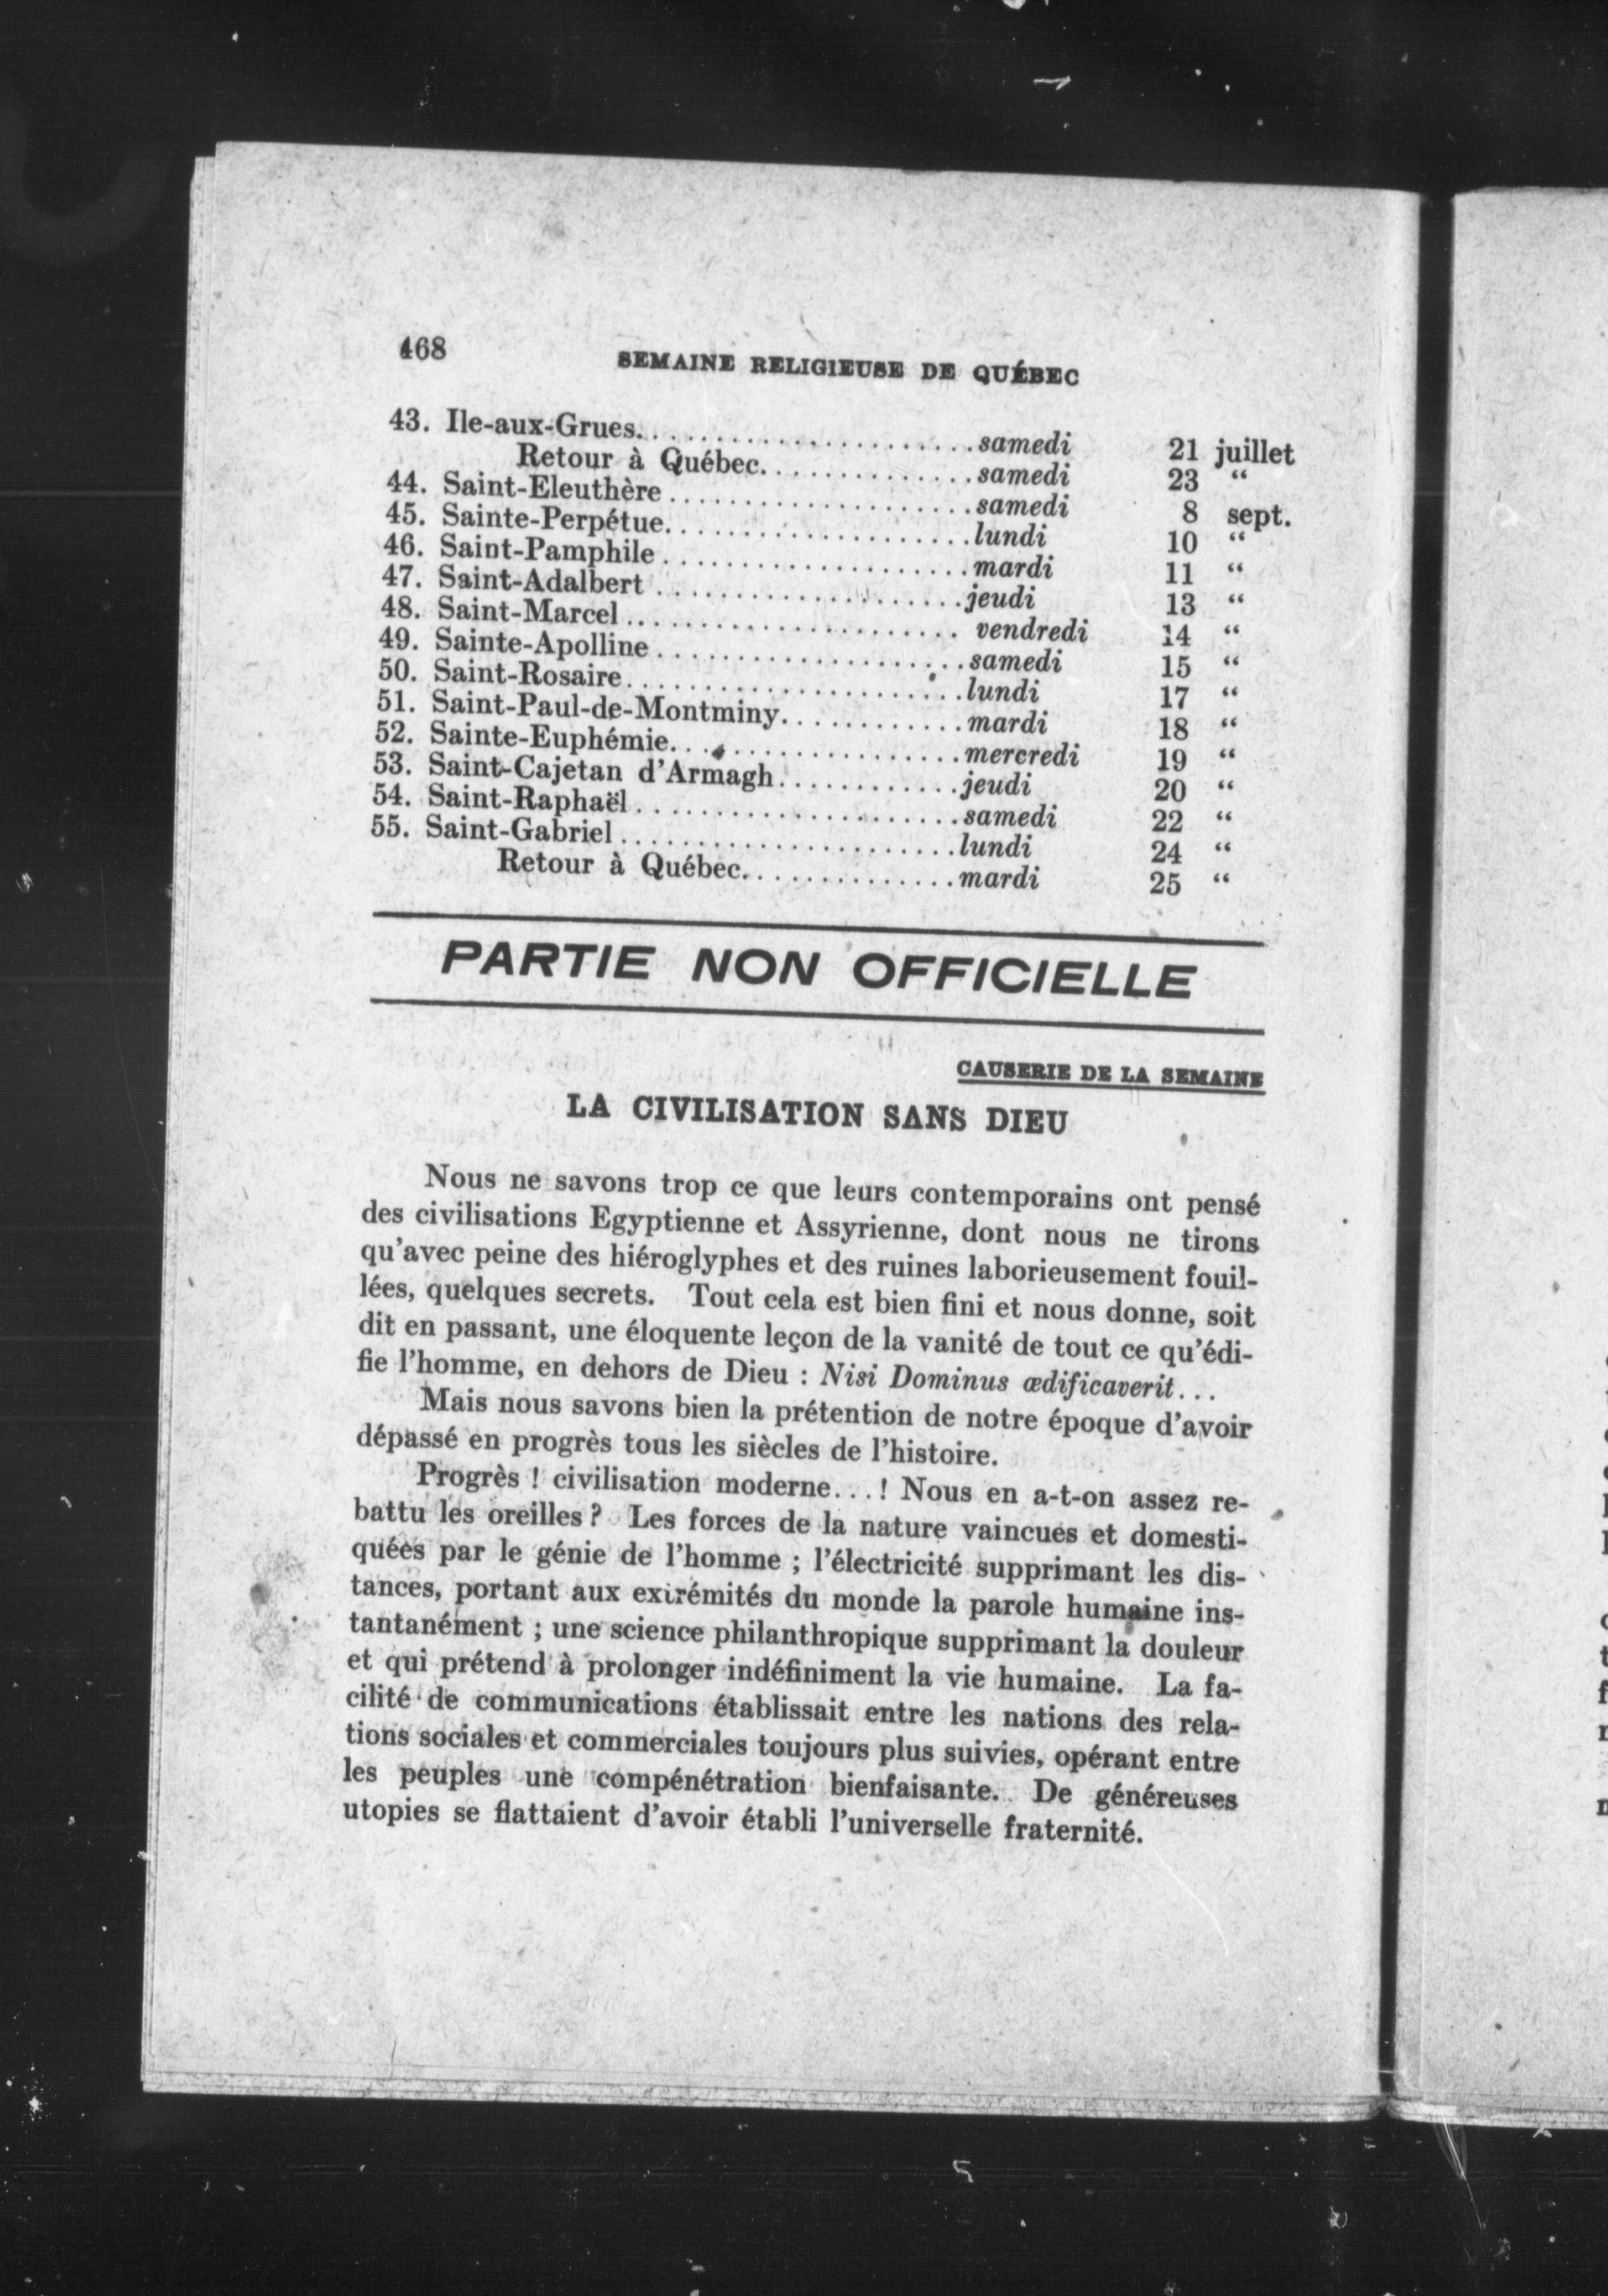 468
SEMAINE RELIGIEUSE DE QUÉBEC
43. Ile-aux-Grues......................samedi 21 juillet
Retour à Québec..............samedi 23 "
44. Saint-Eleuthère....................samedi 8 sept.
45. Sainte-Perpétue....................lundi 10 "
46. Saint-Pamphile....................mardi 11 "
47. Saint-Adalbert....................jeudi 13 "
48. Saint-Marcel...................... vendredi 14 "
49. Sainte-Apolline....................samedi 15 "
50. Saint-Rosaire......................lundi 17 "
51. Saint-Paul-de-Montminy............mardi 18 "
52. Sainte-Euphémie...................mercredi 19 "
53. Saint-Cajetan d'Armagh............jeudi 20 "
54. Saint-Raphaël.....................samedi 22 "
55. Saint-Gabriel......................lundi 24 "
Retour à Québec..............mardi 25 "
PARTIE NON OFFICIELLE
CAUSERIE DE LA SEMAINE
LA CIVILISATION SANS DIEU
Nous ne savons trop ce que leurs contemporains ont pensé
des civilisations Egyptienne et Assyrienne, dont nous ne tirons
qu'avec peine des hiéroglyphes et des ruines laborieusement fouil-
lées, quelques secrets. Tout cela est bien fini et nous donne, soit
dit en passant, une éloquente leçon de la vanité de tout ce qu'édi-
fie l'homme, en dehors de Dieu : Nisi Dominus œdificaverit...
Mais nous savons bien la prétention de notre époque d'avoir
dépassé en progrès tous les siècles de l'histoire.
Progrès ! civilisation moderne...! Nous en a-t-on assez re-
battu les oreilles ? Les forces de la nature vaincues et domesti-
quées par le génie de l'homme ; l'électricité supprimant les dis-
tances, portant aux extrémités du monde la parole humaine ins-
tantanément ; une science philanthropique supprimant la douleur
et qui prétend à prolonger indéfiniment la vie humaine. La fa-
cilité de communications établissait entre les nations des rela-
tions sociales et commerciales toujours plus suivies, opérant entre
les peuples une compénétration bienfaisante. De généreuses
utopies se flattaient d'avoir établi l'universelle fraternité.